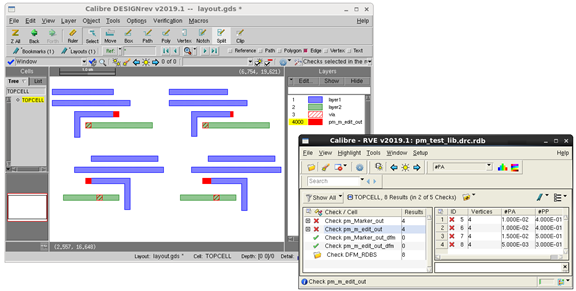 Calibre DESIGNrev v2019.1 -- layout.gds *
File Edit View Layer Object Tools Options Verification Macros Help
Z All Back Ruler Select Move Box Path Poly Vertex Notch Split Clip
Bookmarks (1) Layouts (1) Ref: Reference Path Polygon Edge Vertex Text
Window 0 of 0 Checks selected in the
Cells (6,754, 19,621) Layers
Tree List Edit.. Show Hide
TOPCELL
TOPCELL
1 layer1
2 layer2
3 via
4000 pm_m_edit_out
(2,557, 16,648)
Layout: layout.gds * Cell: TOPCELL Depth: [0 0]/0 Detail:
Calibre - RVE v2019.1: pm_test_lib.drc.rdb
File View Highlight Tools Window Setup Help
#PA
Search
Show All TOPCELL, 8 Results (in 2 of 5 Checks)
Check / Cell Results ID Vertices #PA #PP
Check pm_Marker_out 4 5 4 1.000E-02 4.000E-01
Check pm_m_edit_out 4 6 4 1.000E-02 4.000E-01
Check pm_Marker_out_dfm 0 7 4 1.500E-02 5.000E-01
Check pm_m_edit_out_dfm 0 8 4 5.000E-03 3.000E-01
Check DFM_RDBS 8
Check pm_m_edit_out